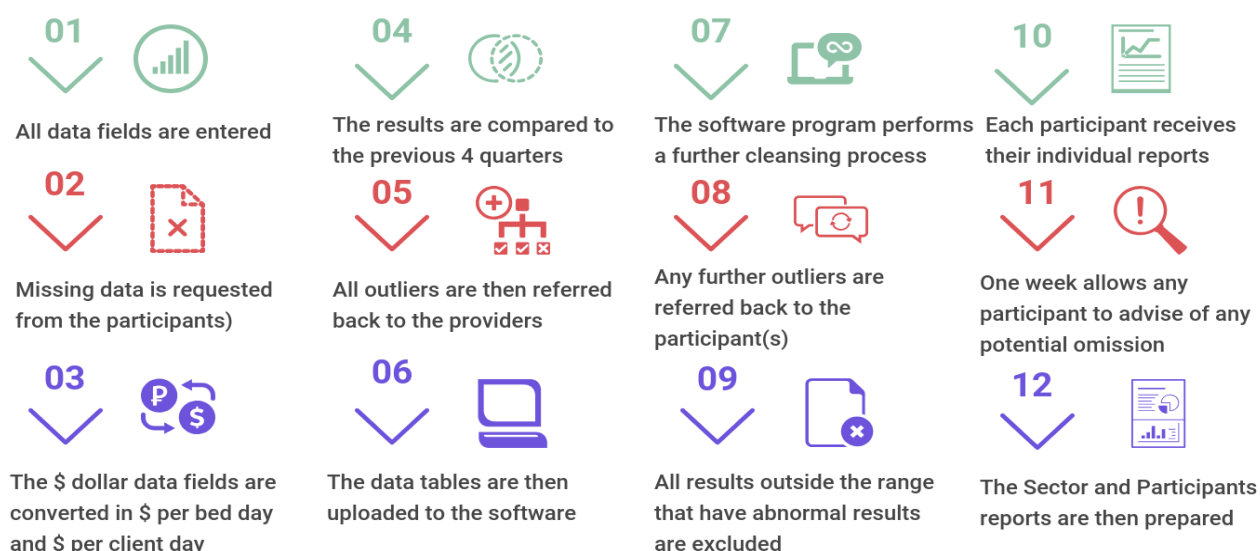 01
All data fields are entered
02
Missing data is requested
from the participants)
03
The $ dollar data fields are
converted in $ per bed day
and $ per client day
04
The results are compared to
the previous 4 quarters
05
All outliers are then referred
back to the providers
06
The data tables are then
uploaded to the software
07
The software program performs
a further cleansing process
08
Any further outliers are
referred back to the
participant(s)
09
All results outside the range
that have abnormal results
are excluded
10
Each participant receives
their individual reports
11
One week allows any
participant to advise of any
potential omission
12
The Sector and Participants
reports are then prepared